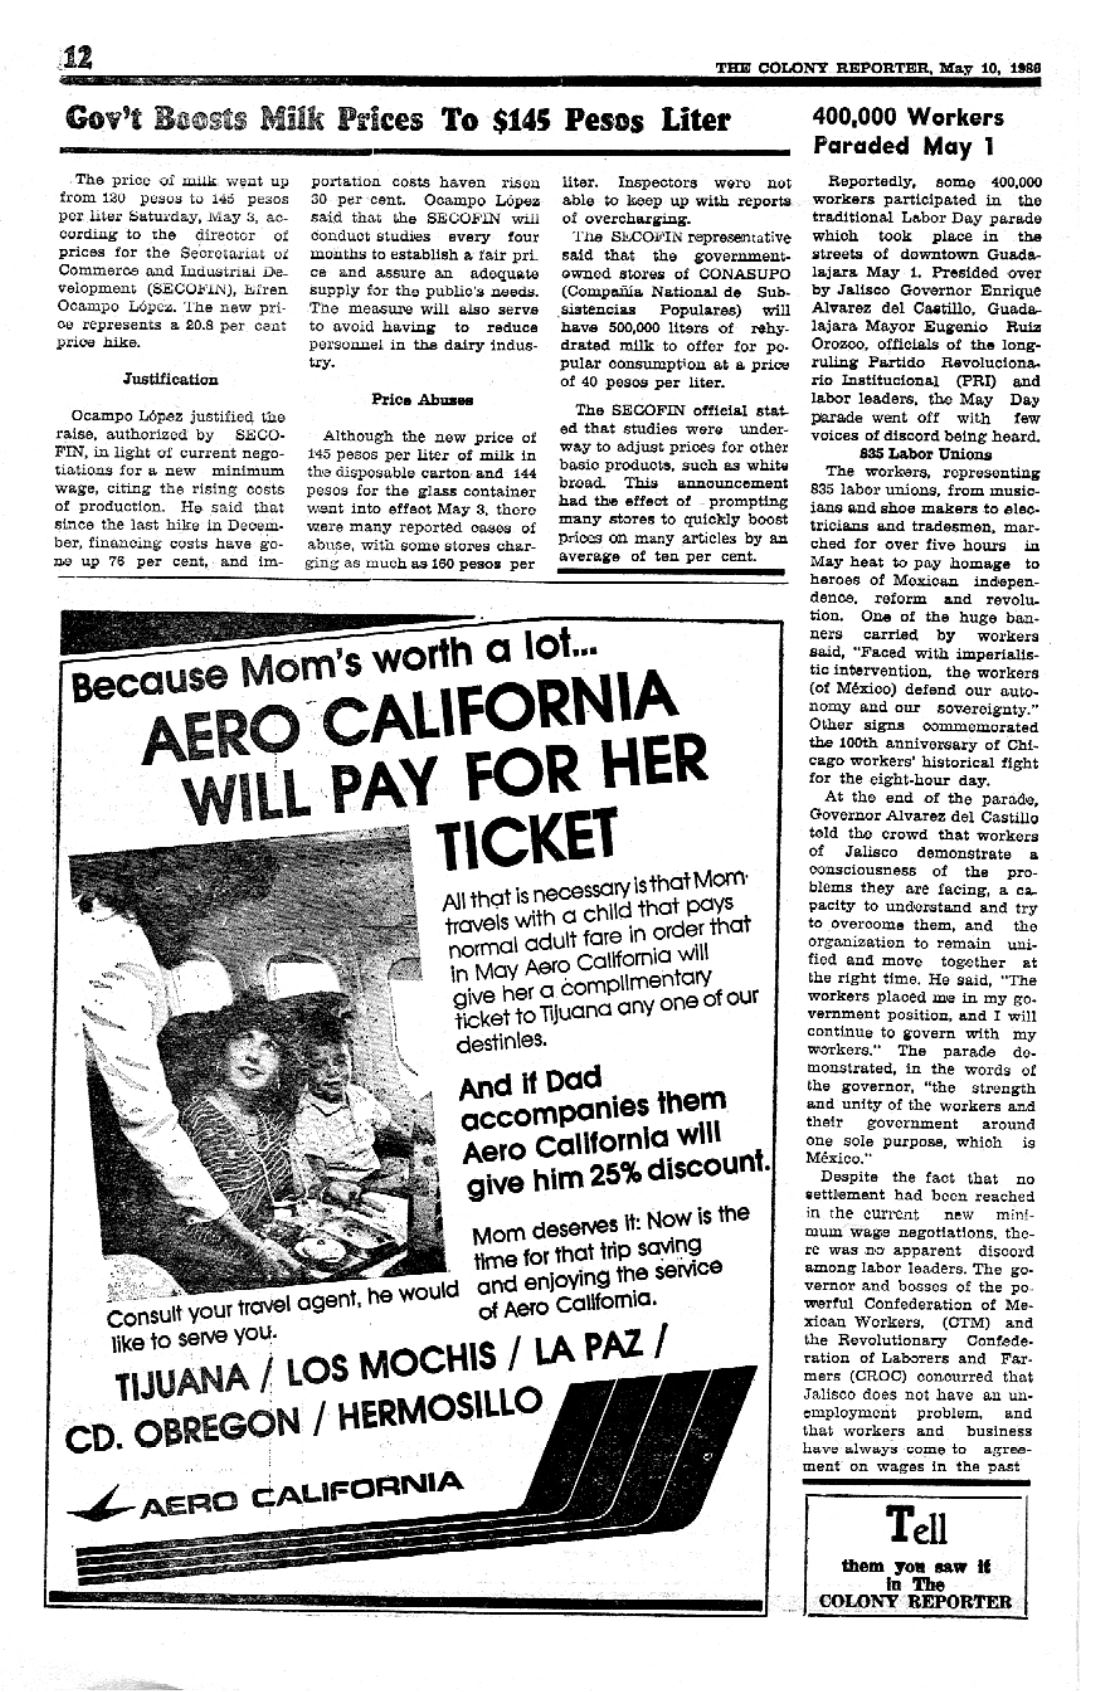 12
THE COLONY REPORTER, May 10, 1986
Gov't Boosts Milk Prices To $145 Pesos Liter
The price of milk went up
from 120 pesos to 145 pesos
per liter Saturday, May 3, ac-
cording to the director of
prices for the Secretariat of
Commerce and Industrial De-
velopment (SECOFIN), Efren
Ocampo López. The new pri-
ce represents a 20.8 per cent
price hike.
Justification
Ocampo López justified the
raise, authorized by SECO-
FIN, in light of current nego-
tiations for a new minimum
wage, citing the rising costs
of production. He said that
since the last hike in Decem-
ber, financing costs have go-
ne up 76 per cent, and im-
portation costs haven risen
30 per cent. Ocampo López
said that the SECOFIN will
conduct studies every four
months to establish a fair pri-
ce and assure an adequate
supply for the public's needs.
The measure will also serve
to avoid having to reduce
personnel in the dairy indus-
try.
Price Abuses
Although the new price of
145 pesos per liter of milk in
the disposable carton and 144
pesos for the glass container
went into effect May 3, there
were many reported cases of
abuse, with some stores char-
ging as much as 160 pesos per
liter. Inspectors were not
able to keep up with reports
of overcharging.
The SECOFIN representative
said that the government-
owned stores of CONASUPO
(Compañía National de Sub-
sistencias Populares) will
have 500,000 liters of rehy-
drated milk to offer for po-
pular consumption at a price
of 40 pesos per liter.
The SECOFIN official stat-
ed that studies were under-
way to adjust prices for other
basic products, such as white
bread. This announcement
had the effect of prompting
many stores to quickly boost
prices on many articles by an
average of ten per cent.
400,000 Workers
Paraded May 1
Reportedly, some 400,000
workers participated in the
traditional Labor Day parade
which took place in the
streets of downtown Guada-
lajara May 1. Presided over
by Jalisco Governor Enrique
Alvarez del Castillo, Guada-
lajara Mayor Eugenio Ruiz
Orozco, officials of the long-
ruling Partido Revoluciona-
rio Institucional (PRI) and
labor leaders, the May Day
parade went off with few
voices of discord being heard.
835 Labor Unions
The workers, representing
835 labor unions, from music-
ians and shoe makers to elec-
tricians and tradesmen, mar-
ched for over five hours in
May heat to pay homage to
heroes of Mexican indepen-
dence, reform and revolu-
tion. One of the huge ban-
ners carried by workers
said, "Faced with imperialis-
tic intervention, the workers
(of México) defend our auto-
nomy and our sovereignty."
Other signs commemorated
the 100th anniversary of Chi-
cago workers' historical fight
for the eight-hour day.
At the end of the parade,
Governor Alvarez del Castillo
told the crowd that workers
of Jalisco demonstrate a
consciousness of the pro-
blems they are facing, a ca-
pacity to understand and try
to overcome them, and the
organization to remain uni-
fied and move together at
the right time. He said, "The
workers placed me in my go-
vernment position, and I will
continue to govern with my
workers." The parade de-
monstrated, in the words of
the governor, "the strength
and unity of the workers and
their government around
one sole purpose, which is
México."
Despite the fact that no
settlement had been reached
in the current new mini-
mum wage negotiations, the-
re was no apparent discord
among labor leaders. The go-
vernor and bosses of the po-
werful Confederation of Me-
xican Workers, (CTM) and
the Revolutionary Confede-
ration of Laborers and Far-
mers (CROC) concurred that
Jalisco does not have an un-
employment problem, and
that workers and business
have always come to agree-
ment on wages in the past
Because Mom's worth a lot...
AERO CALIFORNIA
WILL PAY FOR HER
TICKET
All that is necessary is that Mom
travels with a child that pays
normal adult fare in order that
in May Aero California will
give her a complimentary
ticket to Tijuana any one of our
destinies.
And if Dad
accompanies them
Aero California will
give him 25% discount.
Mom deserves it: Now is the
time for that trip saving
and enjoying the service
of Aero California.
Consult your travel agent, he would
like to serve you.
TIJUANA / LOS MOCHIS / LA PAZ /
CD. OBREGON / HERMOSILLO
AERO CALIFORNIA
Tell
them you saw it
in The
COLONY REPORTER